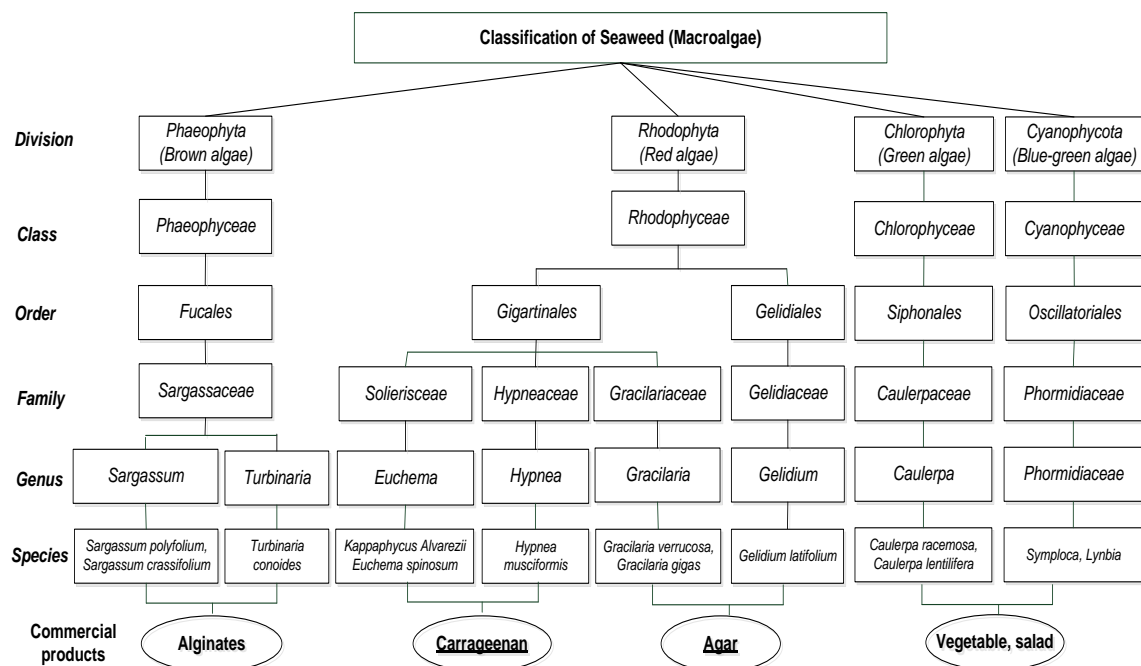 Classification of Seaweed (Macroalgae)
Division
Phaeophyta
(Brown algae)
Rhodophyta
(Red algae)
Chlorophyta
(Green algae)
Cyanophycota
(Blue-green algae)
Class
Phaeophyceae
Rhodophyceae
Chlorophyceae
Cyanophyceae
Order
Fucales
Gigartinales
Gelidiales
Siphonales
Oscillatoriales
Family
Sargassaceae
Solierisceae
Hypneaceae
Gracilariaceae
Gelidiaceae
Caulerpaceae
Phormidiaceae
Genus
Sargassum
Turbinaria
Euchema
Hypnea
Gracilaria
Gelidium
Caulerpa
Phormidiaceae
Species
Sargassum polyfolium,
Sargassum crassifolium
Turbinaria
conoides
Kappaphycus Alvarezii
Euchema spinosum
Hypnea
musciformis
Gracilaria verrucosa,
Gracilaria gigas
Gelidium latifolium
Caulerpa racemosa,
Caulerpa lentilifera
Symploca, Lynbia
Commercial
products
Alginates
Carrageenan
Agar
Vegetable, salad